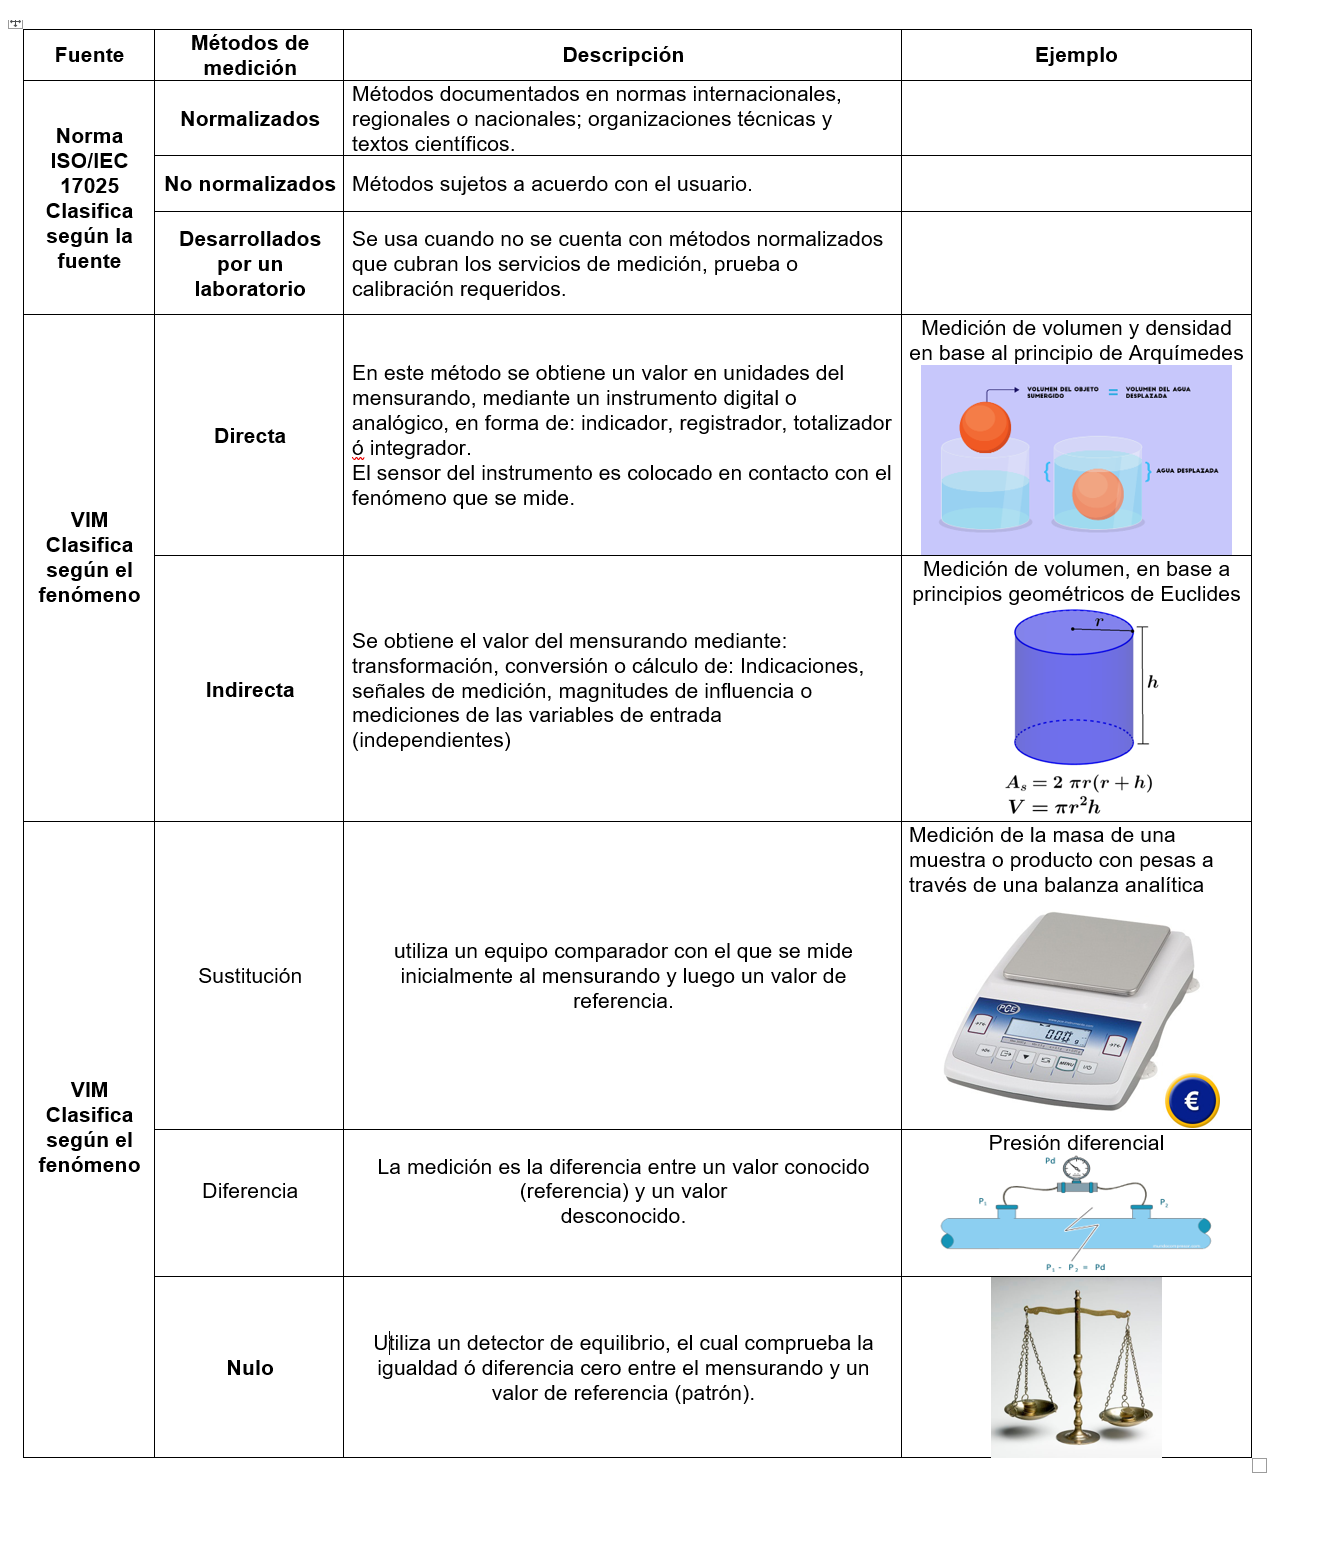 Fuente
Métodos de
medición
Descripción
Ejemplo
Norma
ISO/IEC
17025
Clasifica
según la
fuente
Normalizados
Métodos documentados en normas internacionales,
regionales o nacionales; organizaciones técnicas y
textos científicos.
No normalizados
Métodos sujetos a acuerdo con el usuario.
Desarrollados
por un
laboratorio
Se usa cuando no se cuenta con métodos normalizados
que cubran los servicios de medición, prueba o
calibración requeridos.
VIM
Clasifica
según el
fenómeno
Directa
En este método se obtiene un valor en unidades del
mensurando, mediante un instrumento digital o
analógico, en forma de: indicador, registrador, totalizador
ó integrador.
El sensor del instrumento es colocado en contacto con el
fenómeno que se mide.
Medición de volumen y densidad
en base al principio de Arquímedes
VOLUMEN DEL OBJETO
SUMERGIDO
=
VOLUMEN DEL AGUA
DESPLAZADA
{ } AGUA DESPLAZADA
Indirecta
Se obtiene el valor del mensurando mediante:
transformación, conversión o cálculo de: Indicaciones,
señales de medición, magnitudes de influencia o
mediciones de las variables de entrada
(independientes)
Medición de volumen, en base a
principios geométricos de Euclides
r
h
Aₛ = 2 πr(r + h)
V = πr²h
VIM
Clasifica
según el
fenómeno
Sustitución
utiliza un equipo comparador con el que se mide
inicialmente al mensurando y luego un valor de
referencia.
Medición de la masa de una
muestra o producto con pesas a
través de una balanza analítica
PCE
000 g
MENU
I/O
€
Diferencia
La medición es la diferencia entre un valor conocido
(referencia) y un valor
desconocido.
Presión diferencial
Pd
P₁
P₂
P₁ - P₂ = Pd
Nulo
Utiliza un detector de equilibrio, el cual comprueba la
igualdad ó diferencia cero entre el mensurando y un
valor de referencia (patrón).